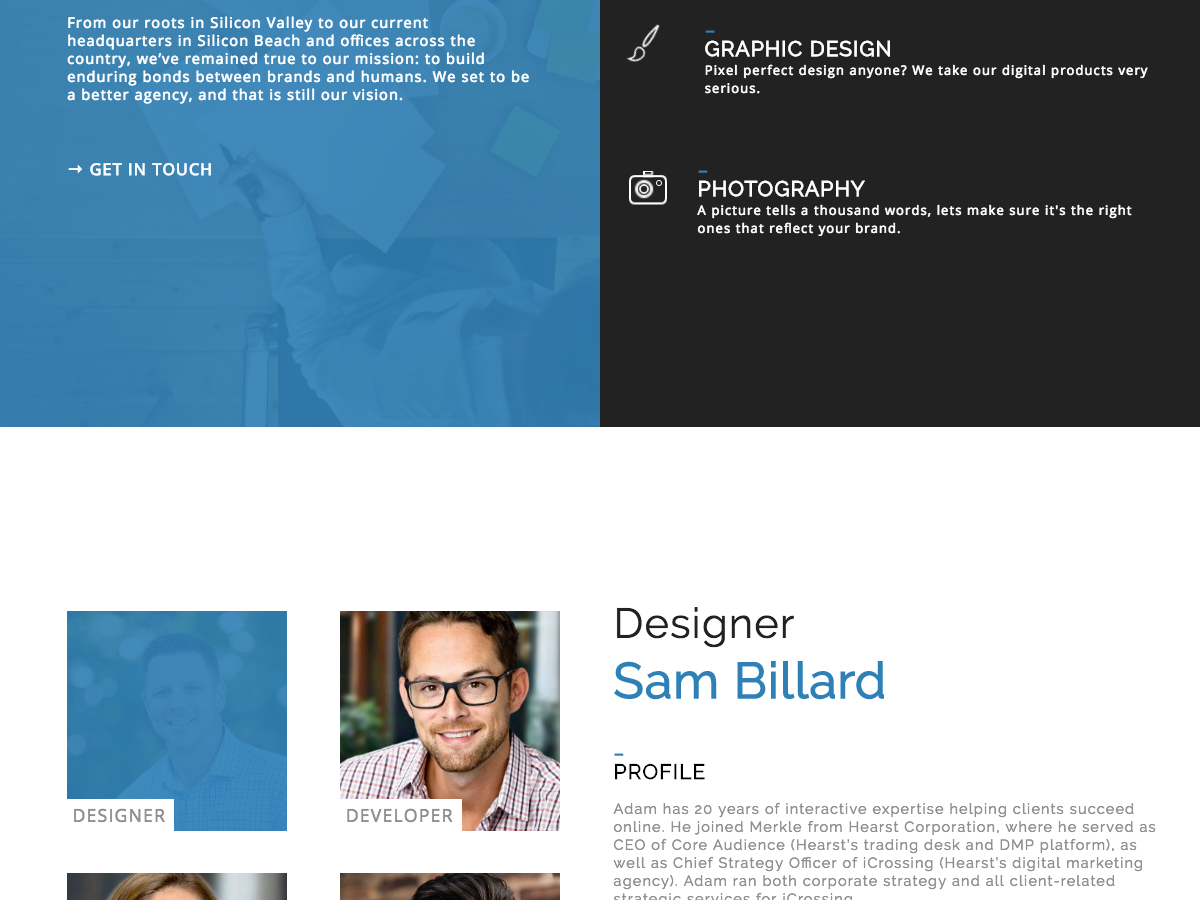 From our roots in Silicon Valley to our current
headquarters in Silicon Beach and offices across the
country, we’ve remained true to our mission: to build
enduring bonds between brands and humans. We set to be
a better agency, and that is still our vision.
→ GET IN TOUCH
GRAPHIC DESIGN
Pixel perfect design anyone? We take our digital products very
serious.
PHOTOGRAPHY
A picture tells a thousand words, lets make sure it's the right
ones that reflect your brand.
DESIGNER
DEVELOPER
Designer
Sam Billard
PROFILE
Adam has 20 years of interactive expertise helping clients succeed
online. He joined Merkle from Hearst Corporation, where he served as
CEO of Core Audience (Hearst's trading desk and DMP platform), as
well as Chief Strategy Officer of iCrossing (Hearst's digital marketing
agency). Adam ran both corporate strategy and all client-related
strategic services for iCrossing.